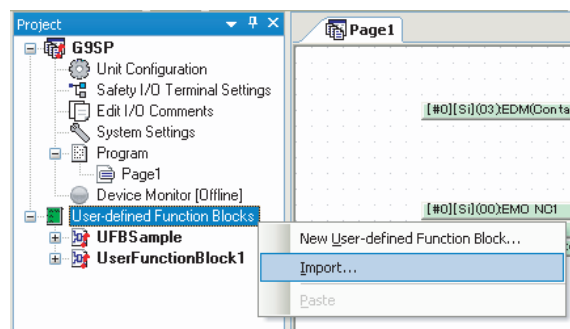 Project
Page1
G9SP
Unit Configuration
Safety I/O Terminal Settings
Edit I/O Comments
[#0][Si](03):EDM(Conta
System Settings
Program
Page1
Device Monitor [Offline]
User-defined Function Blocks
[#0][Si](00):EMO NC1
UFBSample
New User-defined Function Block...
UserFunctionBlock1
Import...
Paste